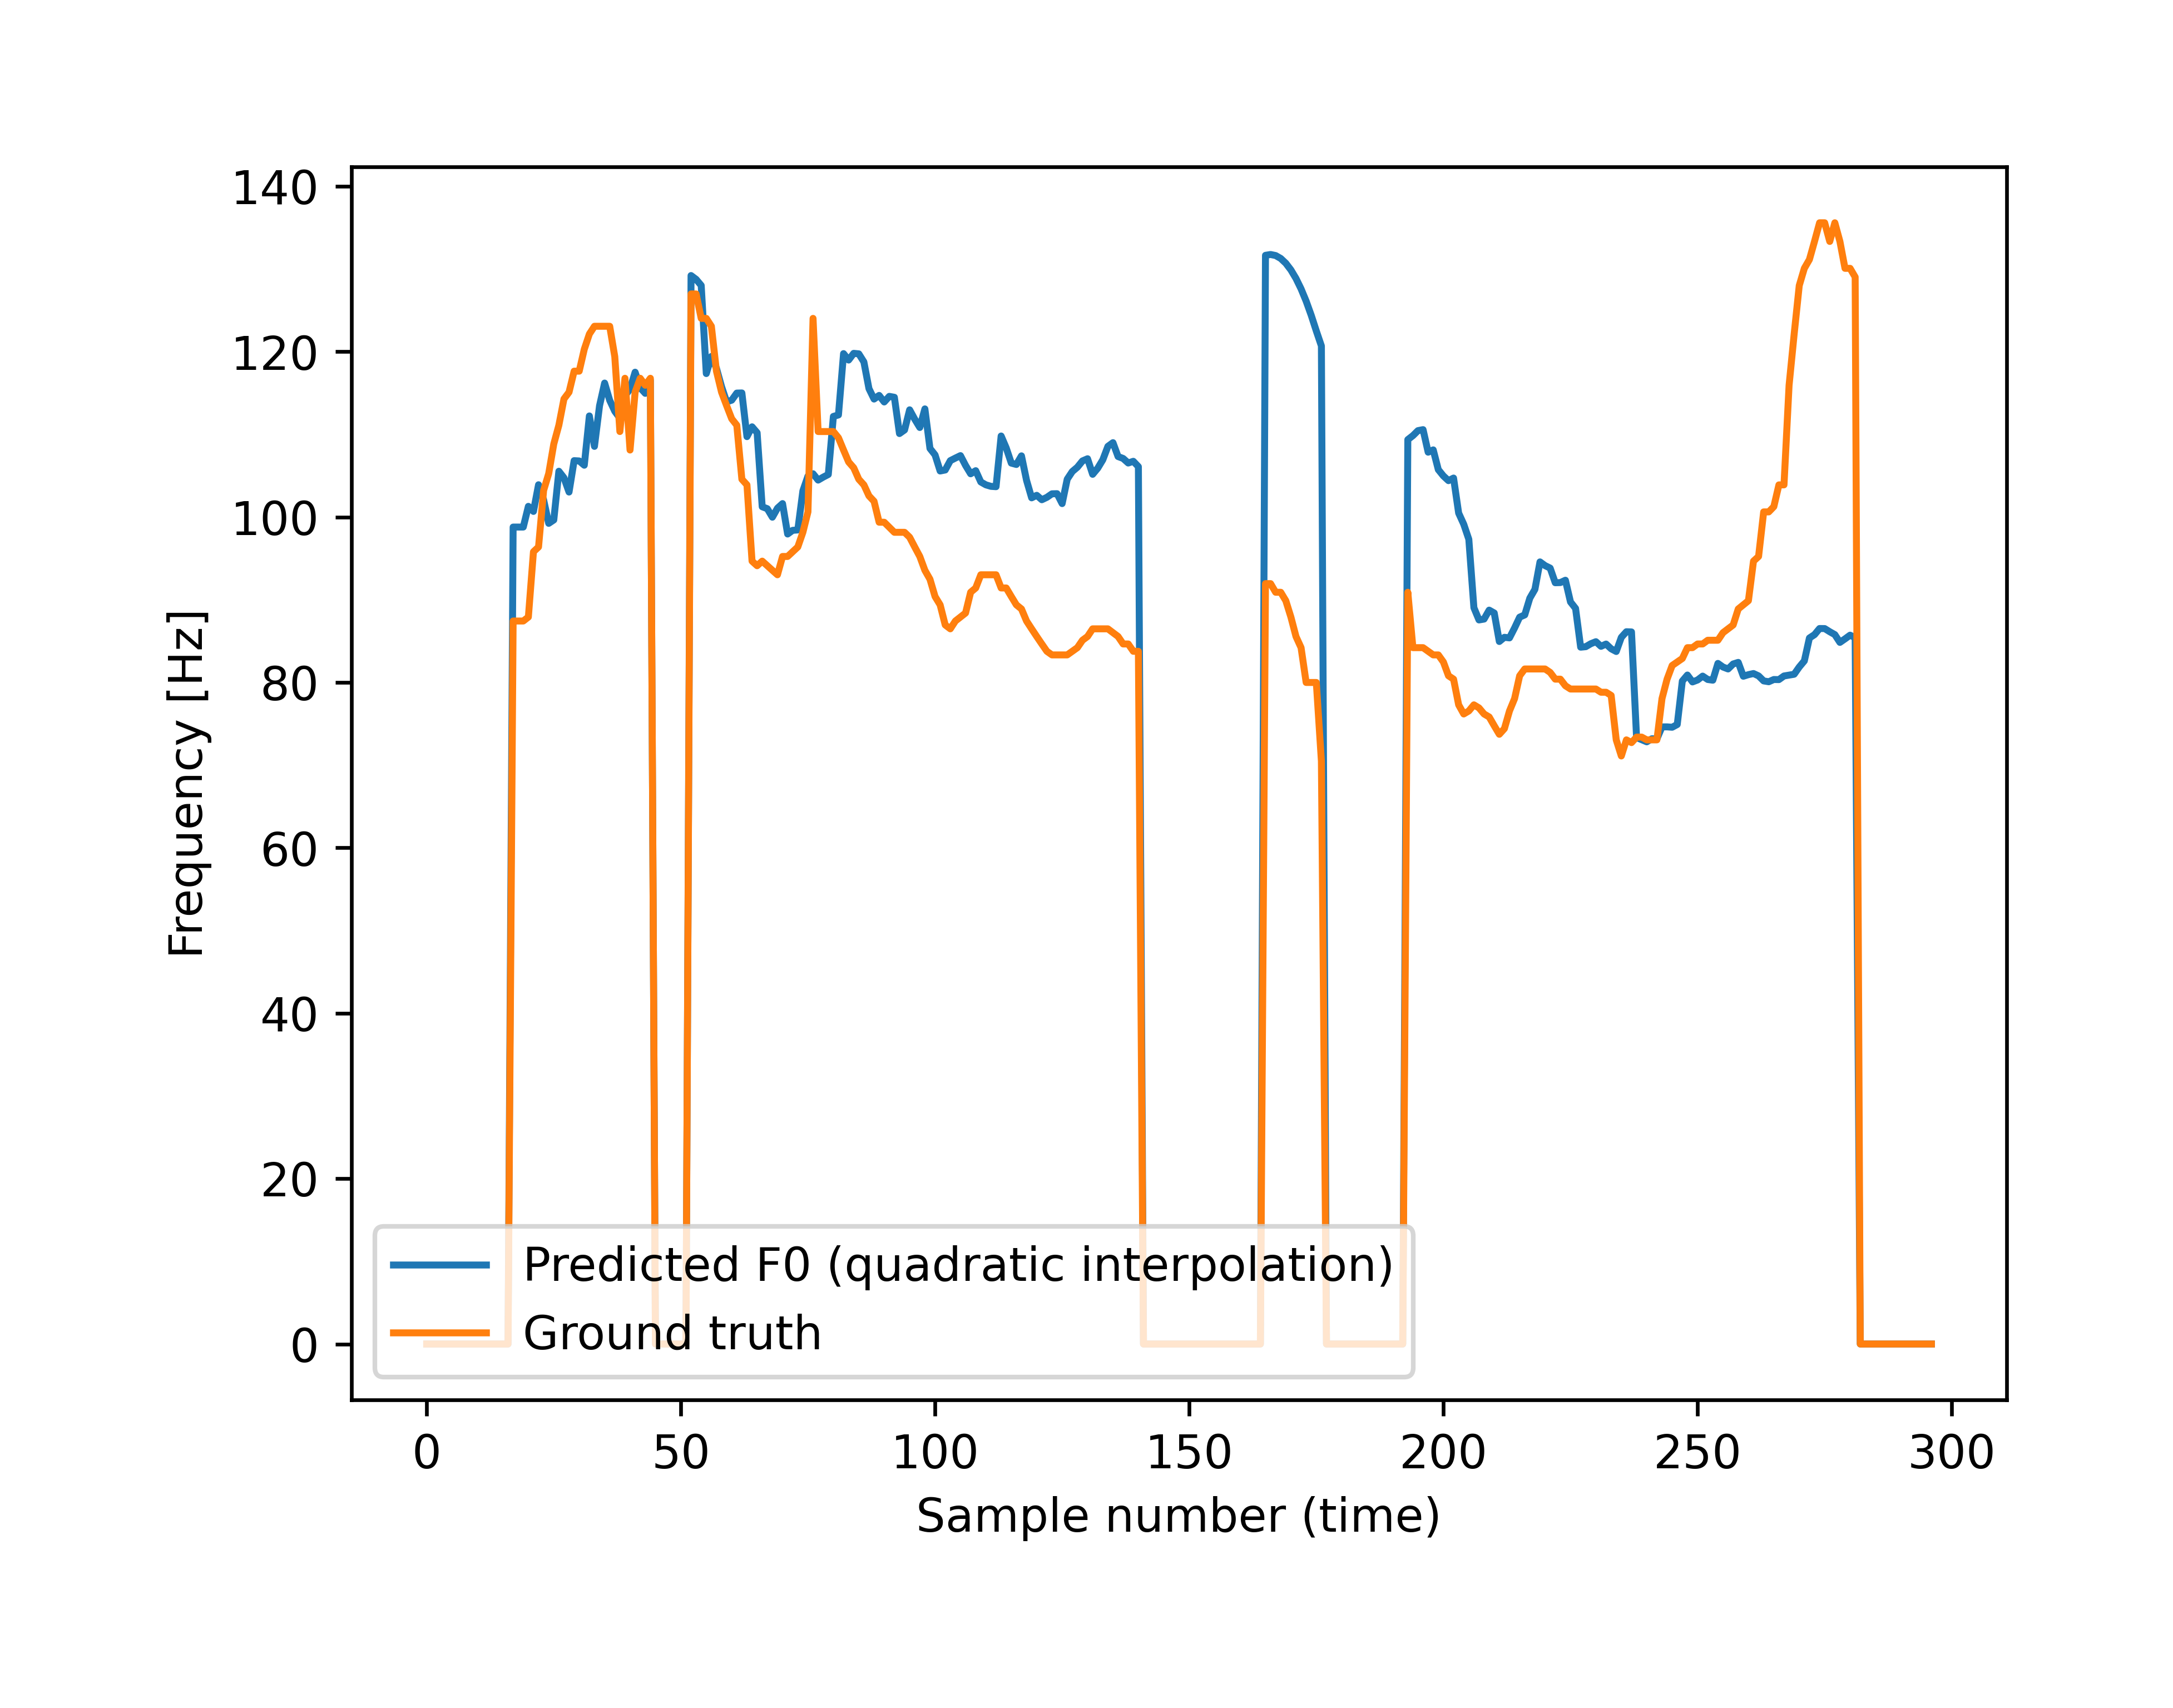 140
120
100
80
60
40
20
0
Frequency [Hz]
Predicted F0 (quadratic interpolation)
Ground truth
0 50 100 150 200 250 300
Sample number (time)